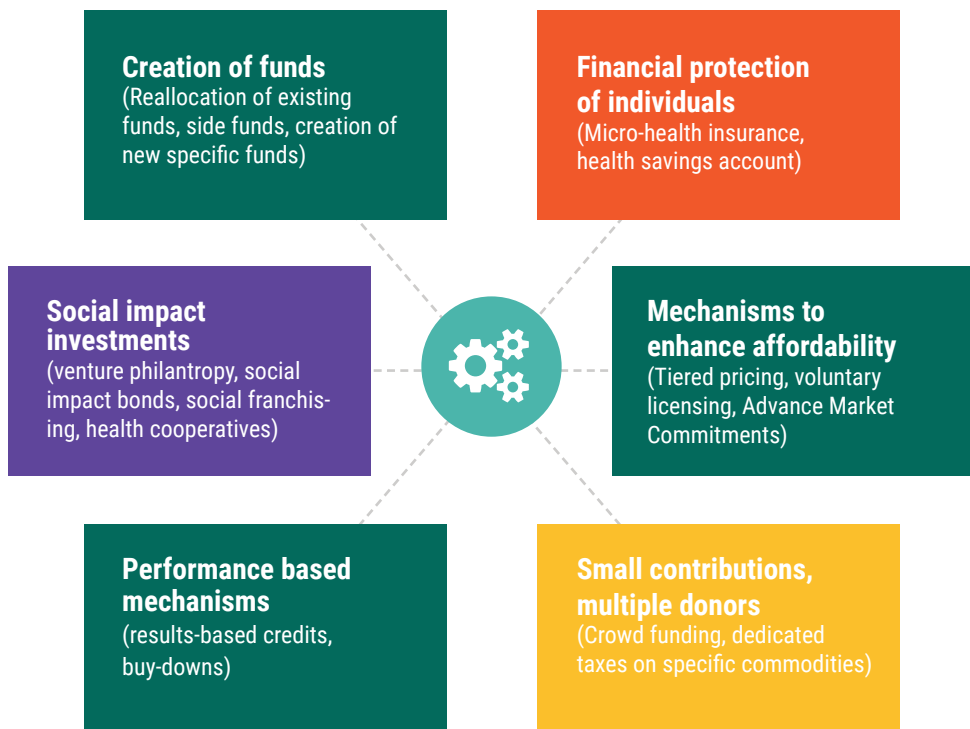 Creation of funds
(Reallocation of existing
funds, side funds, creation of
new specific funds)
Financial protection
of individuals
(Micro-health insurance,
health savings account)
Social impact
investments
(venture philantropy, social
impact bonds, social franchis-
ing, health cooperatives)
Mechanisms to
enhance affordability
(Tiered pricing, voluntary
licensing, Advance Market
Commitments)
Performance based
mechanisms
(results-based credits,
buy-downs)
Small contributions,
multiple donors
(Crowd funding, dedicated
taxes on specific commodities)